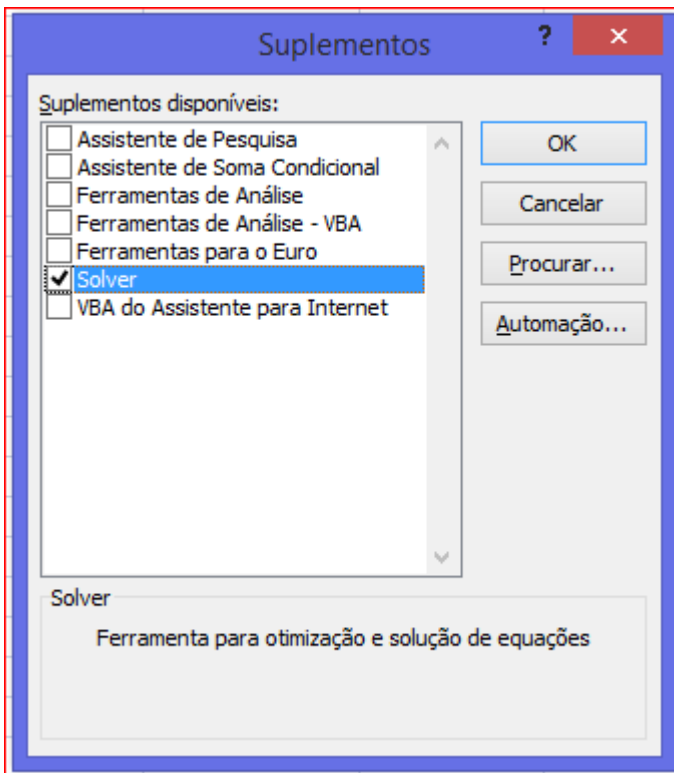 Suplementos
?
×
Suplementos disponíveis:
Assistente de Pesquisa
Assistente de Soma Condicional
Ferramentas de Análise
Ferramentas de Análise - VBA
Ferramentas para o Euro
Solver
VBA do Assistente para Internet
OK
Cancelar
Procurar...
Automação...
Solver
Ferramenta para otimização e solução de equações